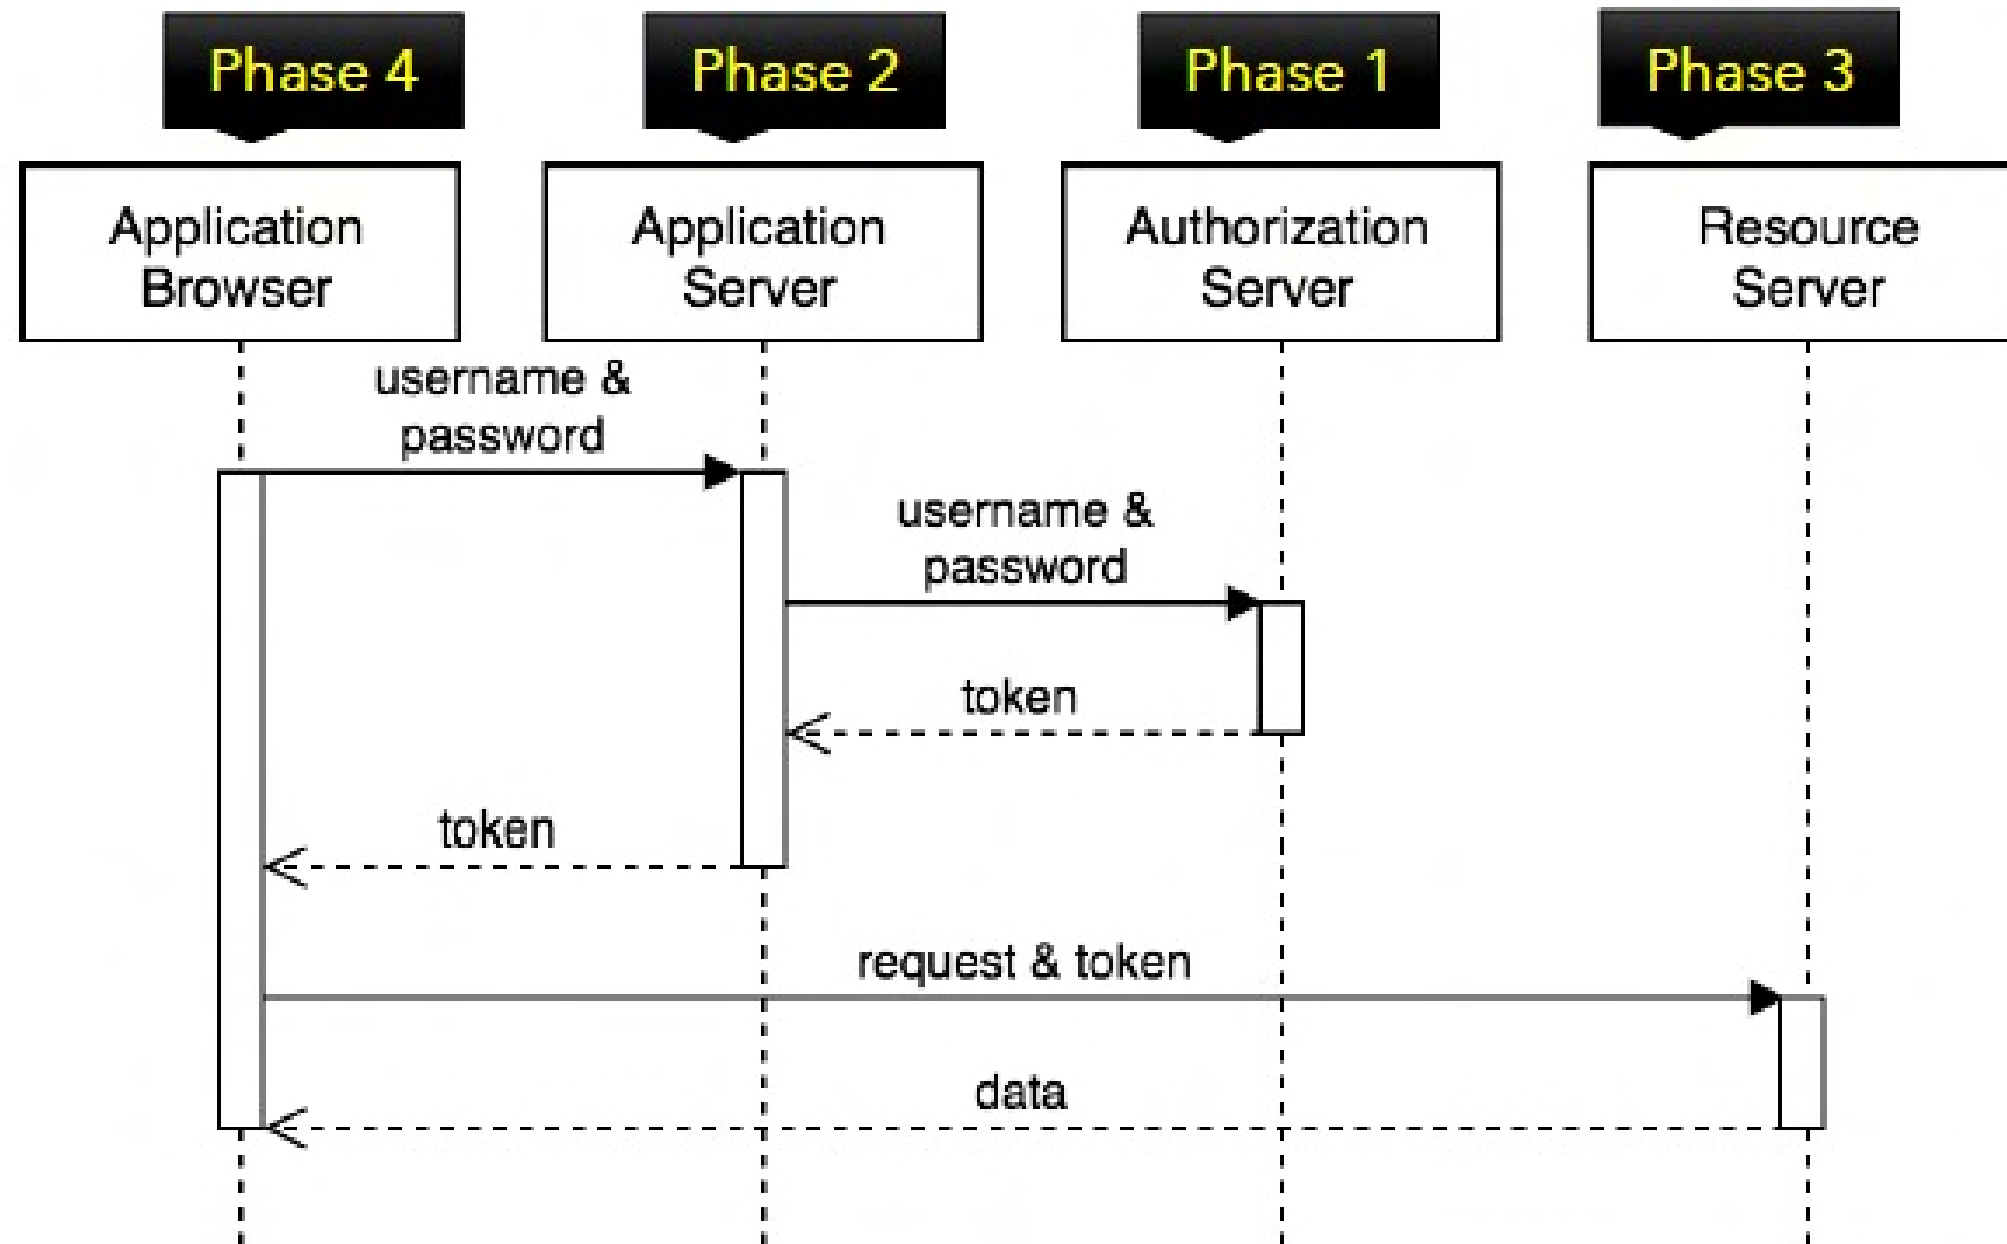 Phase 4
Phase 2
Phase 1
Phase 3
Application
Browser
Application
Server
Authorization
Server
Resource
Server
username &
password
username &
password
token
token
request & token
data